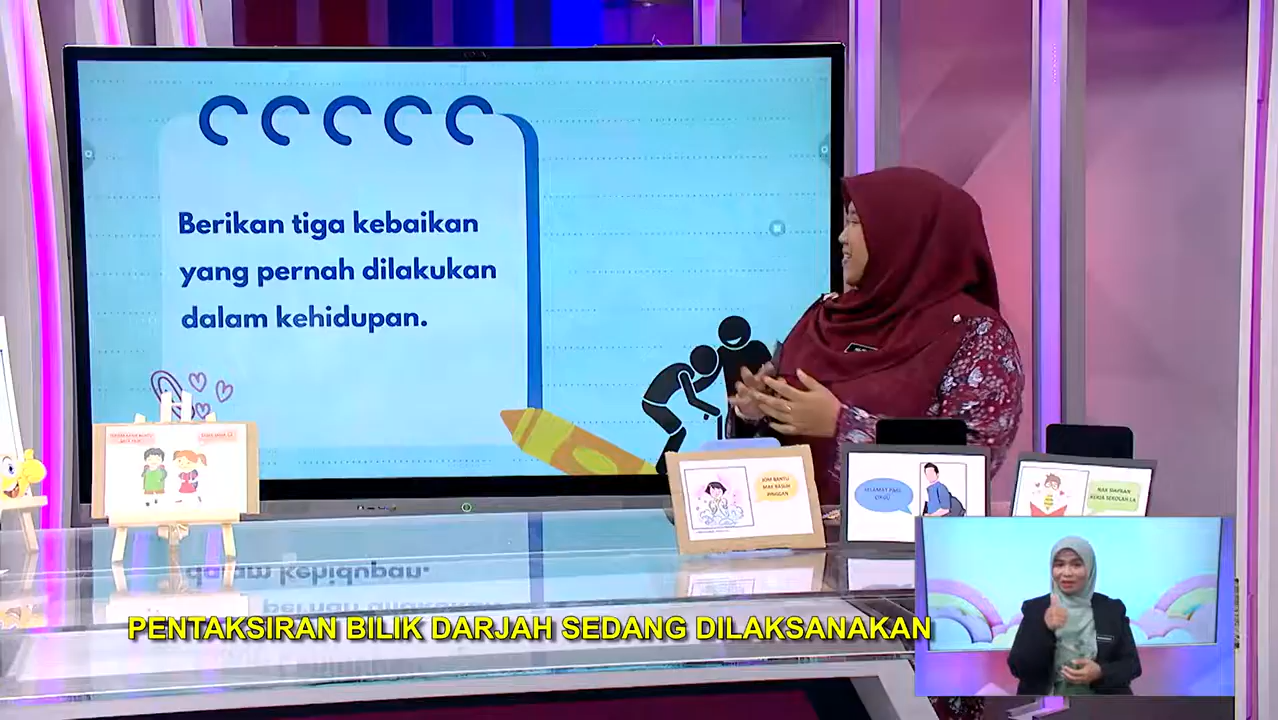 Berikan tiga kebaikan
yang pernah dilakukan
dalam kehidupan.
JOM BANTU
MAK BASUH
PINGGAN
SELAMAT PAGI
CIKGU
NAK SIAPKAN
KERJA SEKOLAH LA
PENTAKSIRAN BILIK DARJAH SEDANG DILAKSANAKAN